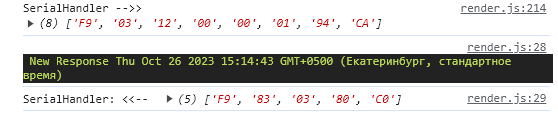 SerialHandler -->> render.js:214
▶ (8) ['F9', '03', '12', '00', '00', '01', '94', 'CA']
render.js:28
New Response Thu Oct 26 2023 15:14:43 GMT+0500 (Екатеринбург, стандартное
время)
SerialHandler: <<-- ▶ (5) ['F9', '83', '03', '80', 'C0'] render.js:29